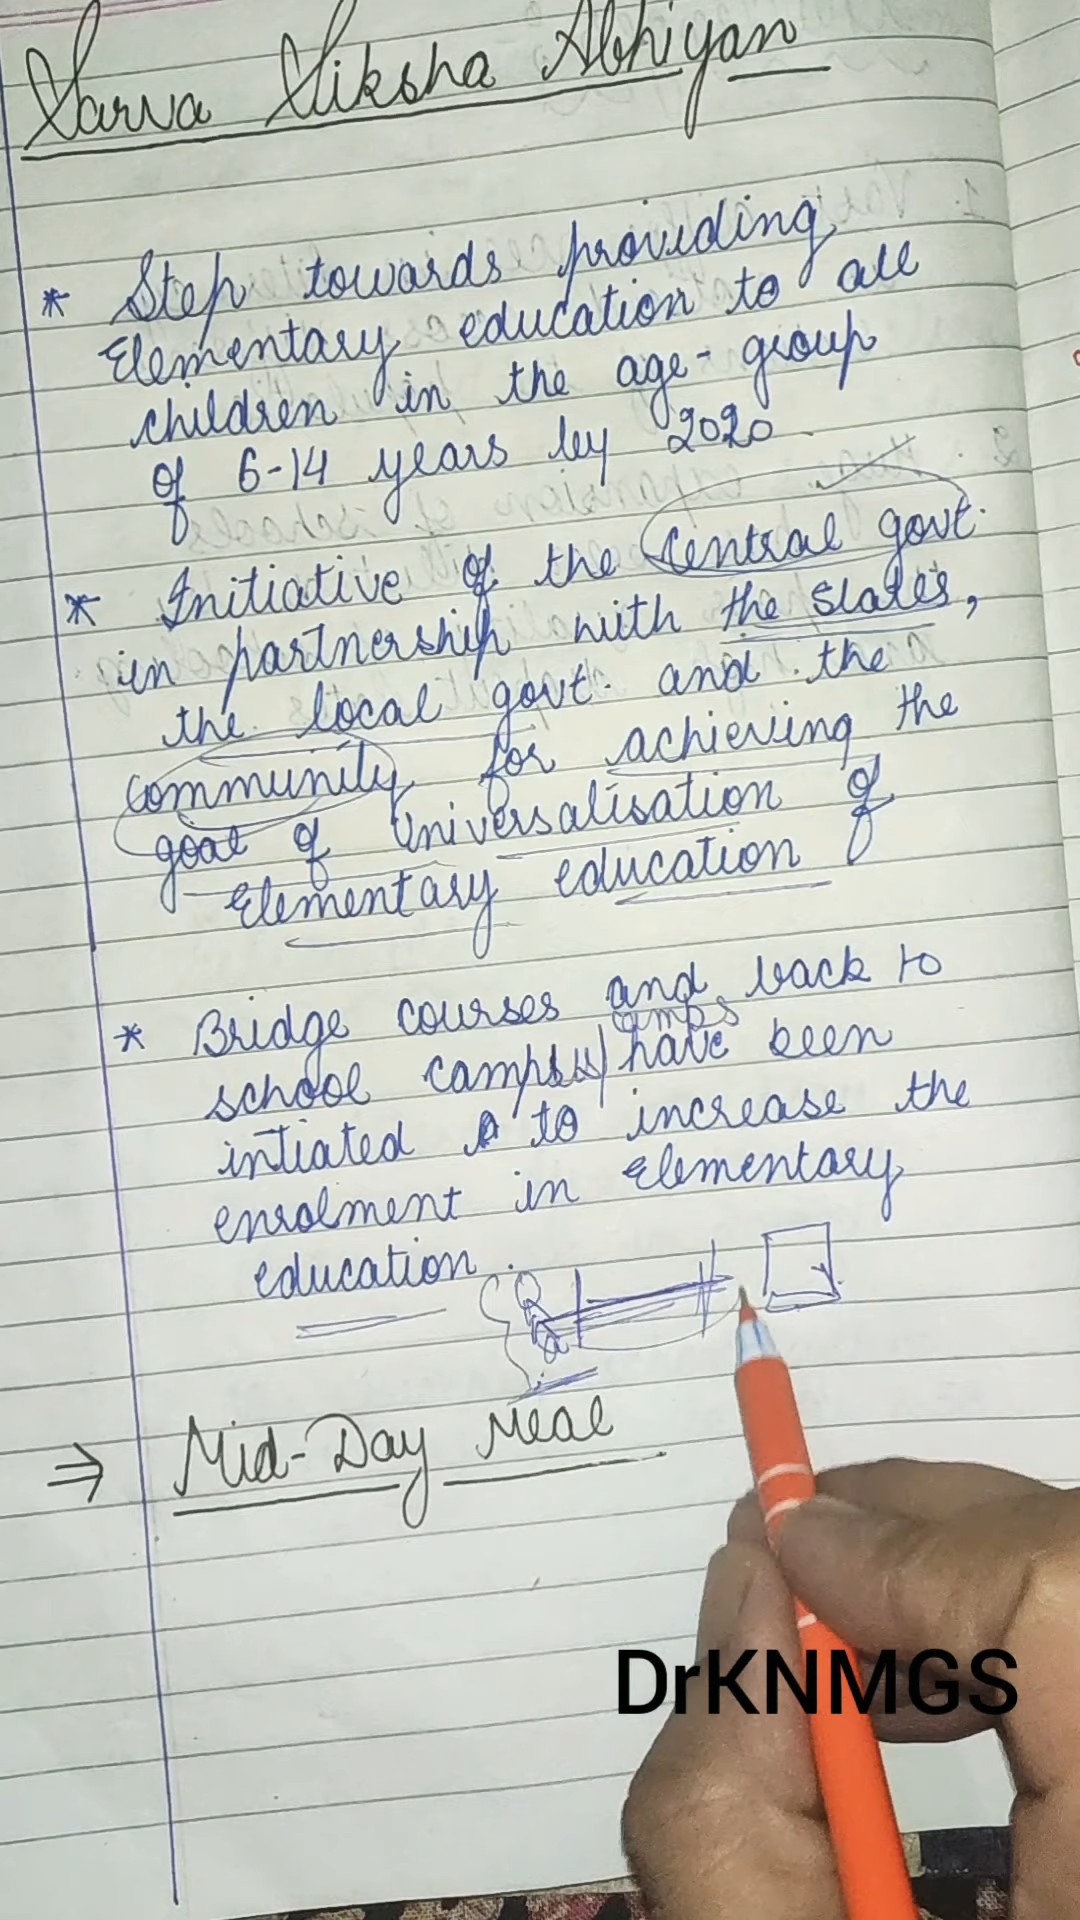 Sarva Siksha Abhiyan
* Step towards providing
Elementary education to all
children in the age-group
of 6-14 years by 2020
* Initiative of the Central govt.
in partnership with the states,
the local govt. and the
community for achieving the
goal of Universalisation of
Elementary education
* Bridge courses and back to
amps
school camps have been
intiated to increase the
enrolment in Elementary
education.
⇒ Mid-Day Meal
DrKNMGS